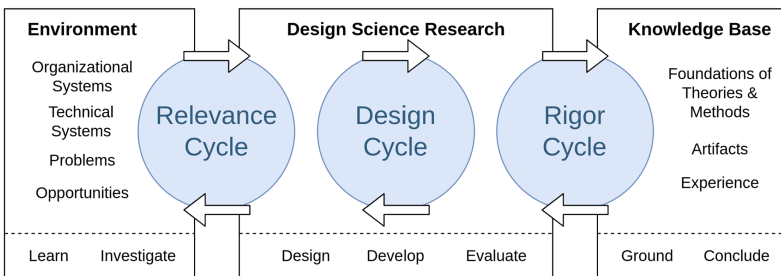 Environment
Organizational
Systems
Technical
Systems
Problems
Opportunities
Learn Investigate
Relevance
Cycle
Design Science Research
Design
Cycle
Design Develop Evaluate
Rigor
Cycle
Knowledge Base
Foundations of
Theories &
Methods
Artifacts
Experience
Ground Conclude